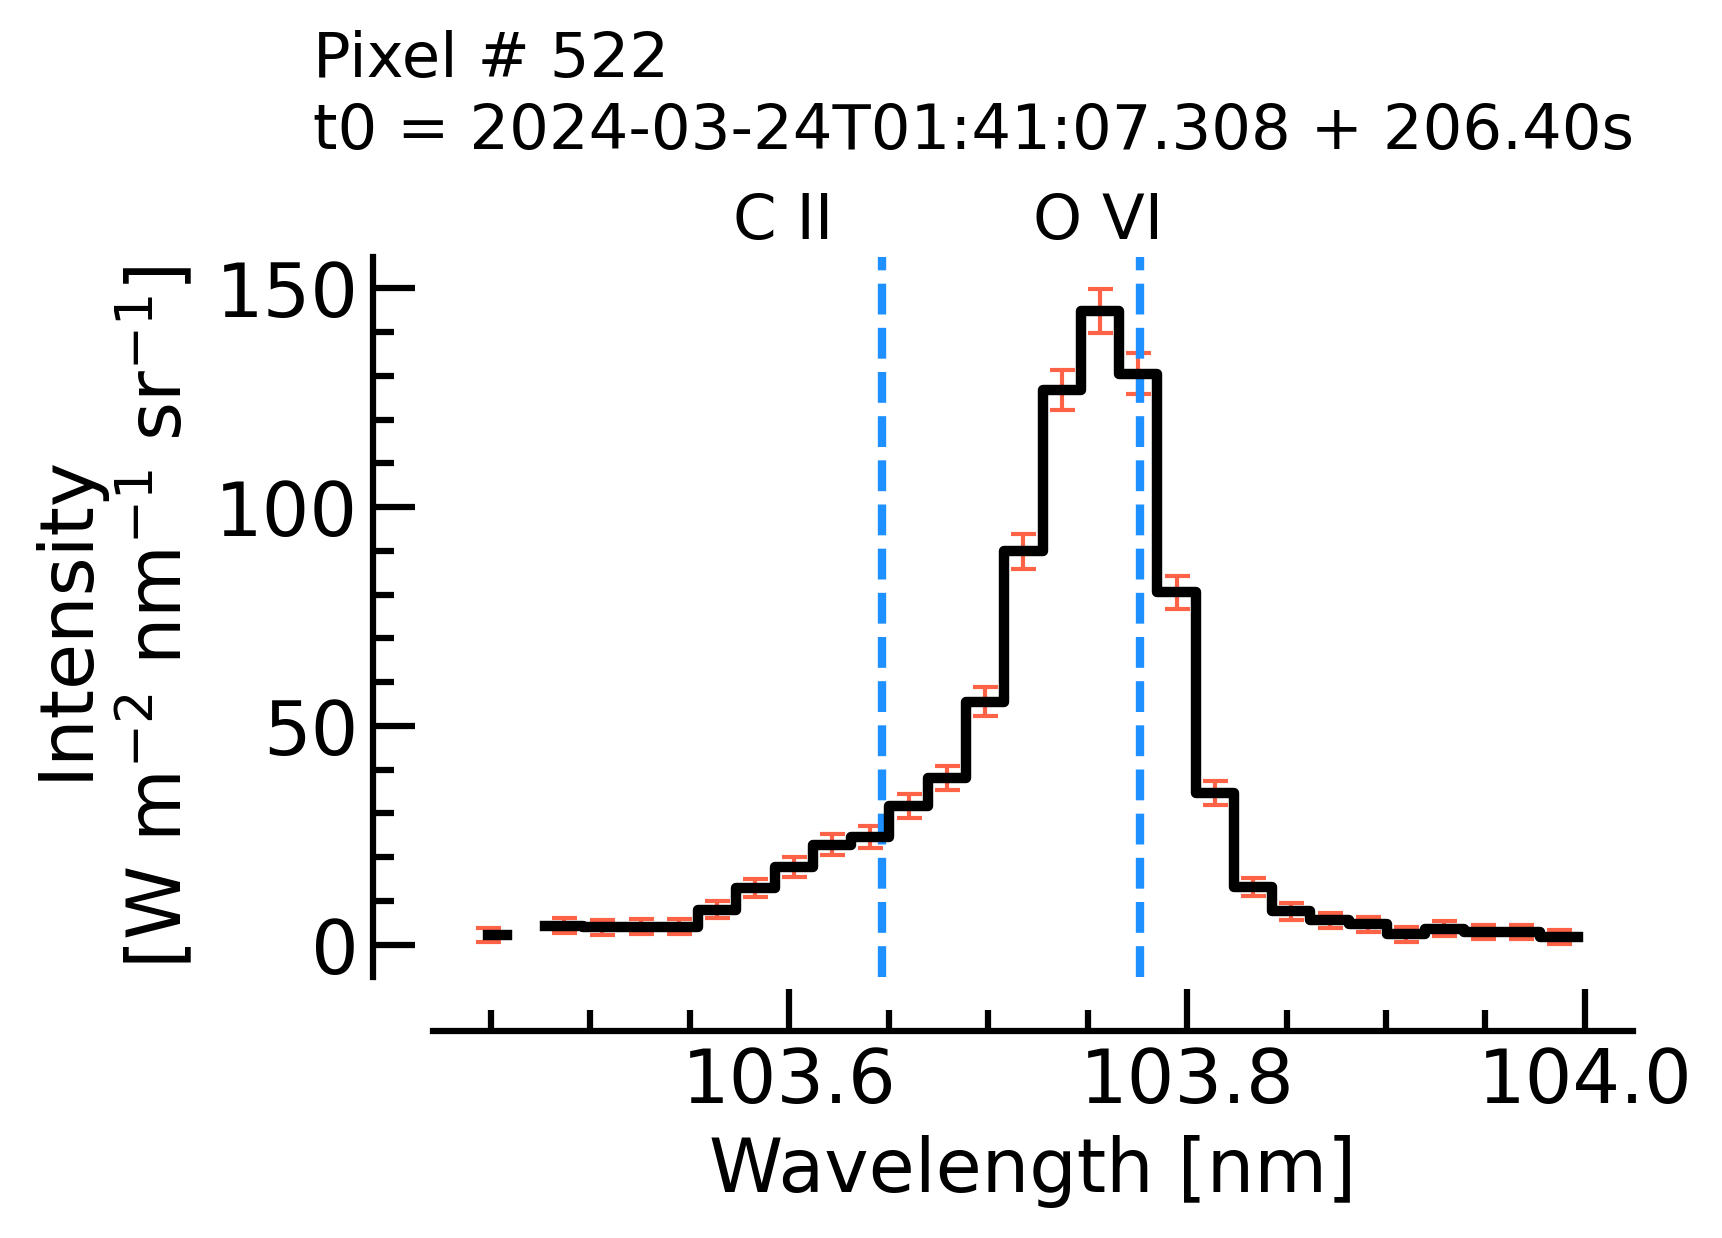 Pixel # 522
t0 = 2024-03-24T01:41:07.308 + 206.40s
C II O VI
Intensity
[W m⁻² nm⁻¹ sr⁻¹]
150
100
50
0
103.6 103.8 104.0
Wavelength [nm]